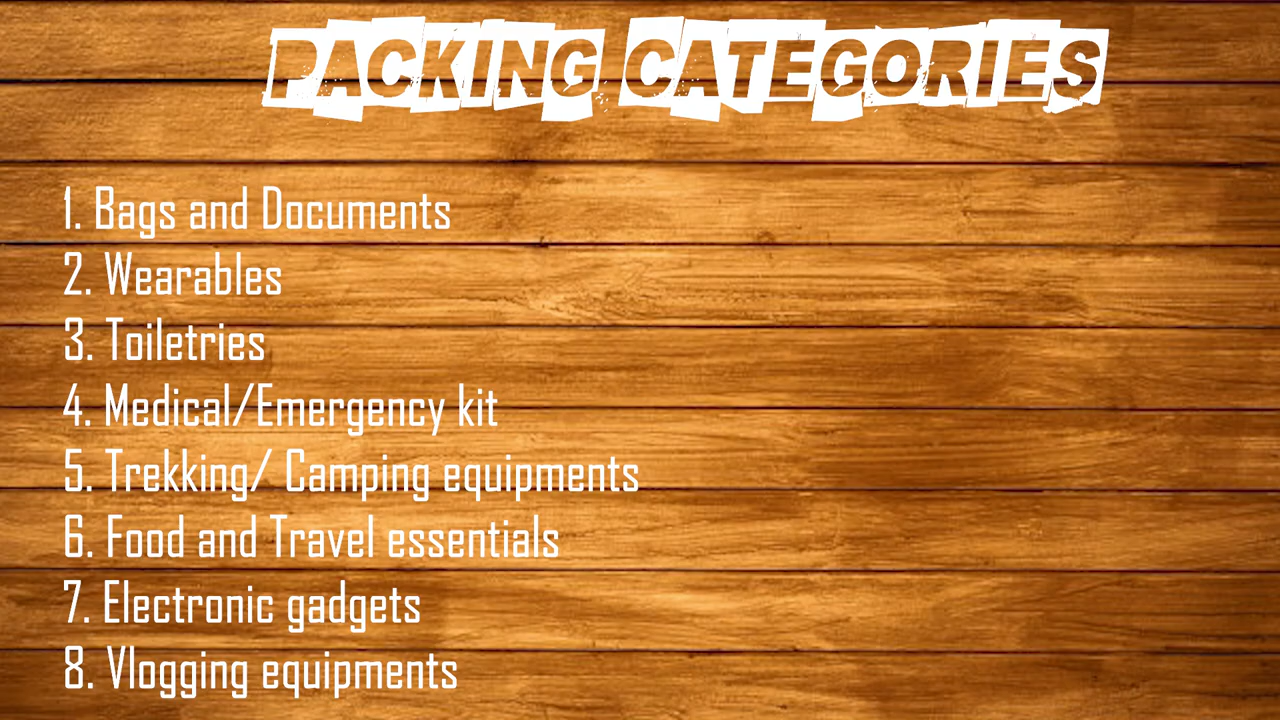 PACKING CATEGORIES
1. Bags and Documents
2. Wearables
3. Toiletries
4. Medical/Emergency kit
5. Trekking/ Camping equipments
6. Food and Travel essentials
7. Electronic gadgets
8. Vlogging equipments